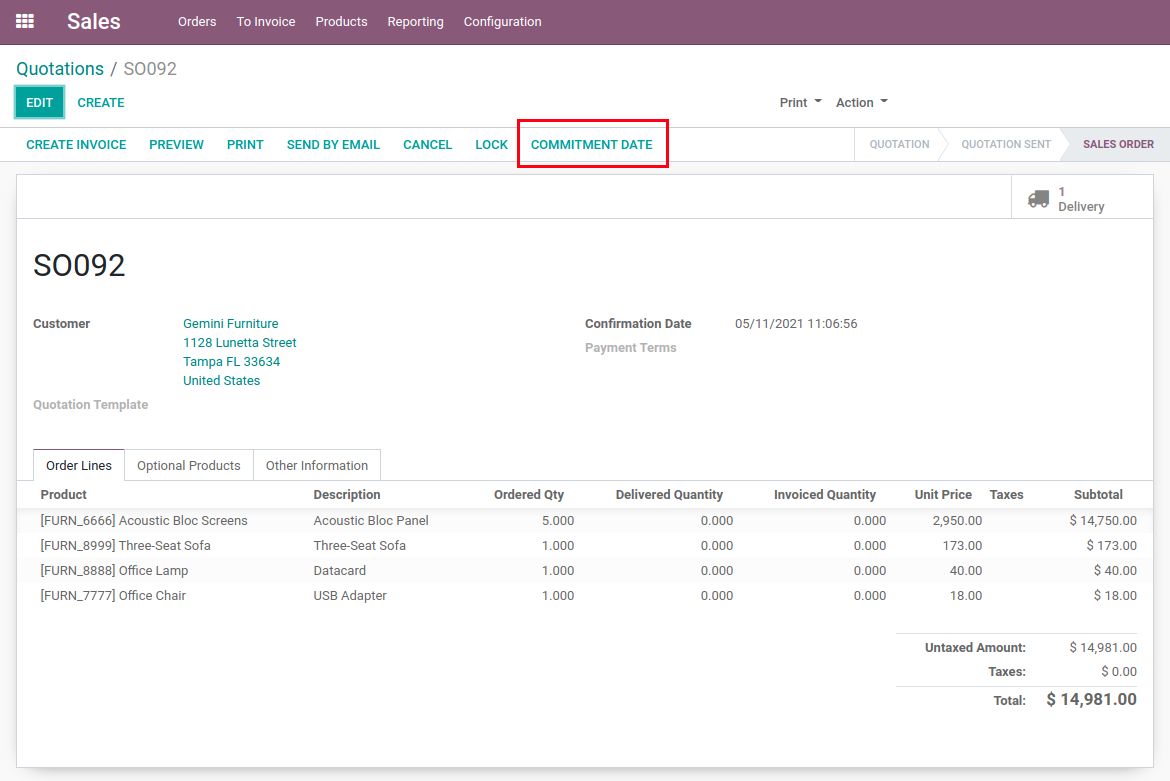 Sales Orders To Invoice Products Reporting Configuration
Quotations / SO092
EDIT CREATE Print Action
CREATE INVOICE PREVIEW PRINT SEND BY EMAIL CANCEL LOCK COMMITMENT DATE QUOTATION QUOTATION SENT SALES ORDER
1
Delivery
SO092
Customer Gemini Furniture Confirmation Date 05/11/2021 11:06:56
1128 Lunetta Street
Payment Terms
Tampa FL 33634
United States
Quotation Template
Order Lines Optional Products Other Information
Product Description Ordered Qty Delivered Quantity Invoiced Quantity Unit Price Taxes Subtotal
[FURN_6666] Acoustic Bloc Screens Acoustic Bloc Panel 5.000 0.000 0.000 2,950.00 $ 14,750.00
[FURN_8999] Three-Seat Sofa Three-Seat Sofa 1.000 0.000 0.000 173.00 $ 173.00
[FURN_8888] Office Lamp Datacard 1.000 0.000 0.000 40.00 $ 40.00
[FURN_7777] Office Chair USB Adapter 1.000 0.000 0.000 18.00 $ 18.00
Untaxed Amount: $ 14,981.00
Taxes: $ 0.00
Total: $ 14,981.00